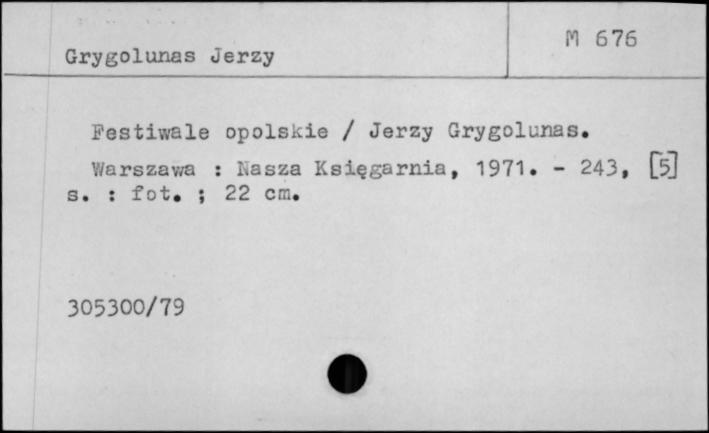 M 676
Grygolunas Jerzy
Festiwale opolskie / Jerzy Grygolunas.
Warszawa : Nasza Księgarnia, 1971. - 243, [5]
s. : fot. ; 22 cm.
305300/79